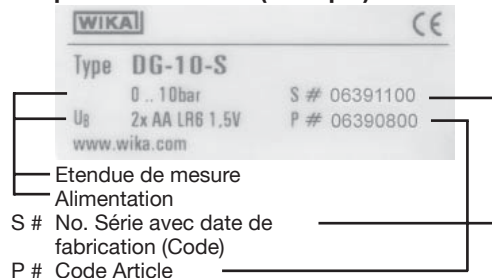 WIKAI CE
Type DG-10-S
0 .. 10bar S # 06391100
UB 2x AA LR6 1,5V P # 06390800
www.wika.com
Etendue de mesure
Alimentation
S # No. Série avec date de
fabrication (Code)
P # Code Article